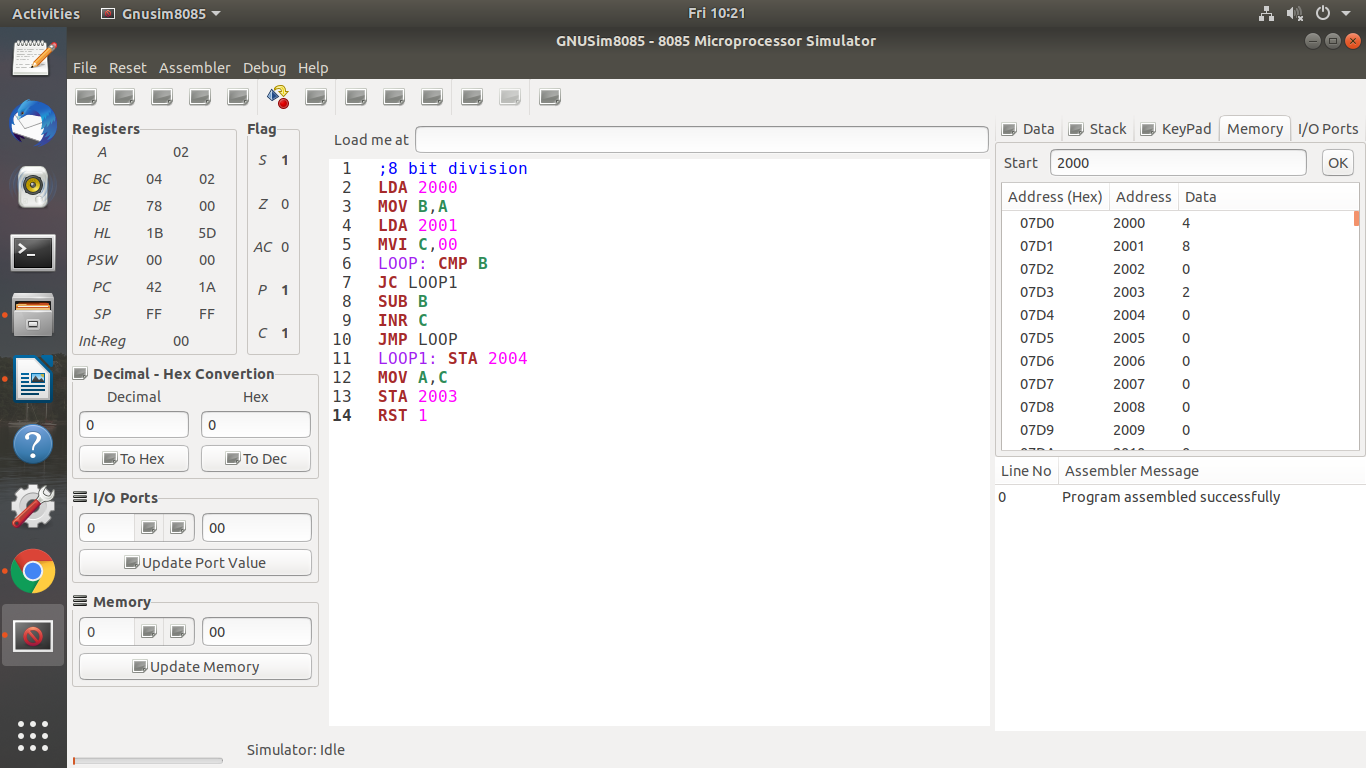 Activities Gnusim8085 Fri 10:21
GNUSim8085 - 8085 Microprocessor Simulator
File Reset Assembler Debug Help
Registers
A 02
BC 04 02
DE 78 00
HL 1B 5D
PSW 00 00
PC 42 1A
SP FF FF
Int-Reg 00
Flag
S 1
Z 0
AC 0
P 1
C 1
Decimal - Hex Convertion
Decimal Hex
0 0
To Hex To Dec
I/O Ports
0 00
Update Port Value
Memory
0 00
Update Memory
Load me at
1 ;8 bit division
2 LDA 2000
3 MOV B,A
4 LDA 2001
5 MVI C,00
6 LOOP: CMP B
7 JC LOOP1
8 SUB B
9 INR C
10 JMP LOOP
11 LOOP1: STA 2004
12 MOV A,C
13 STA 2003
14 RST 1
Data Stack KeyPad Memory I/O Ports
Start 2000 OK
Address (Hex) Address Data
07D0 2000 4
07D1 2001 8
07D2 2002 0
07D3 2003 2
07D4 2004 0
07D5 2005 0
07D6 2006 0
07D7 2007 0
07D8 2008 0
07D9 2009 0
Line No Assembler Message
0 Program assembled successfully
Simulator: Idle